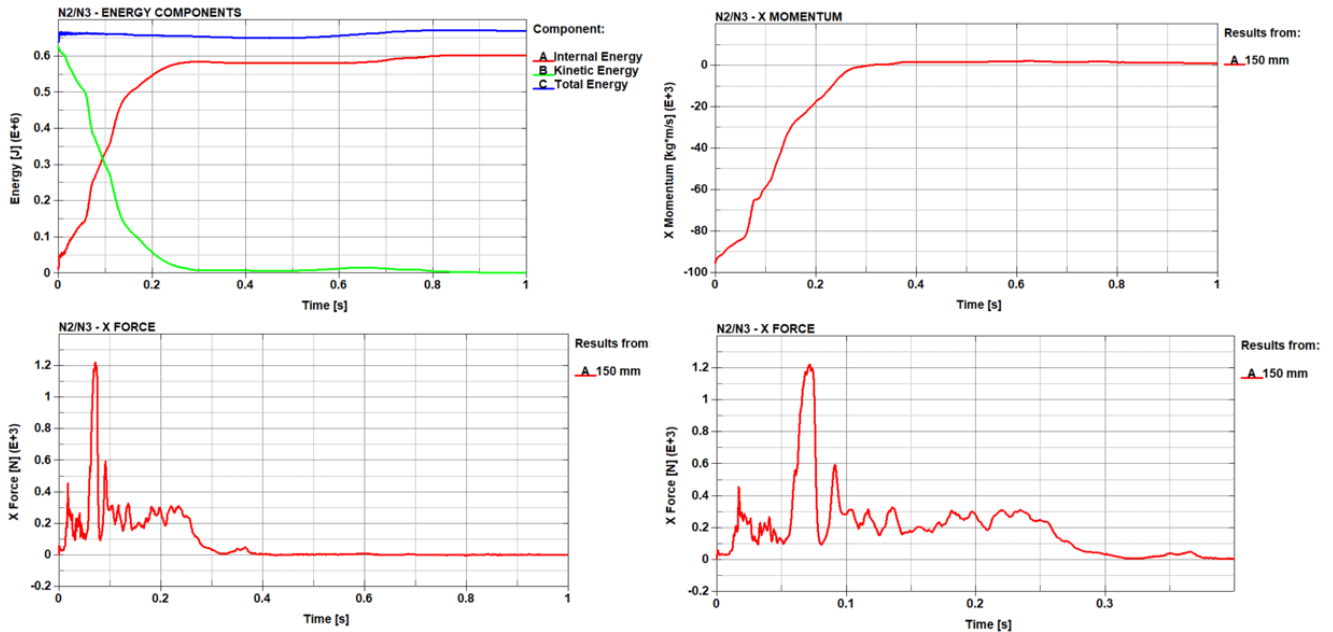 N2/N3 - ENERGY COMPONENTS
Component:
A Internal Energy
B Kinetic Energy
C Total Energy
Energy [J] (E+6)
0.6
0.5
0.4
0.3
0.2
0.1
0
0 0.2 0.4 0.6 0.8 1
Time [s]
N2/N3 - X MOMENTUM
Results from:
A 150 mm
X Momentum [kg*m/s] (E+3)
0
-20
-40
-60
-80
-100
0 0.2 0.4 0.6 0.8 1
Time [s]
N2/N3 - X FORCE
Results from
A 150 mm
X Force [N] (E+3)
1.2
1
0.8
0.6
0.4
0.2
0
-0.2
0 0.2 0.4 0.6 0.8 1
Time [s]
N2/N3 - X FORCE
Results from:
A 150 mm
X Force [N] (E+3)
1.2
1
0.8
0.6
0.4
0.2
0
-0.2
0 0.1 0.2 0.3
Time [s]